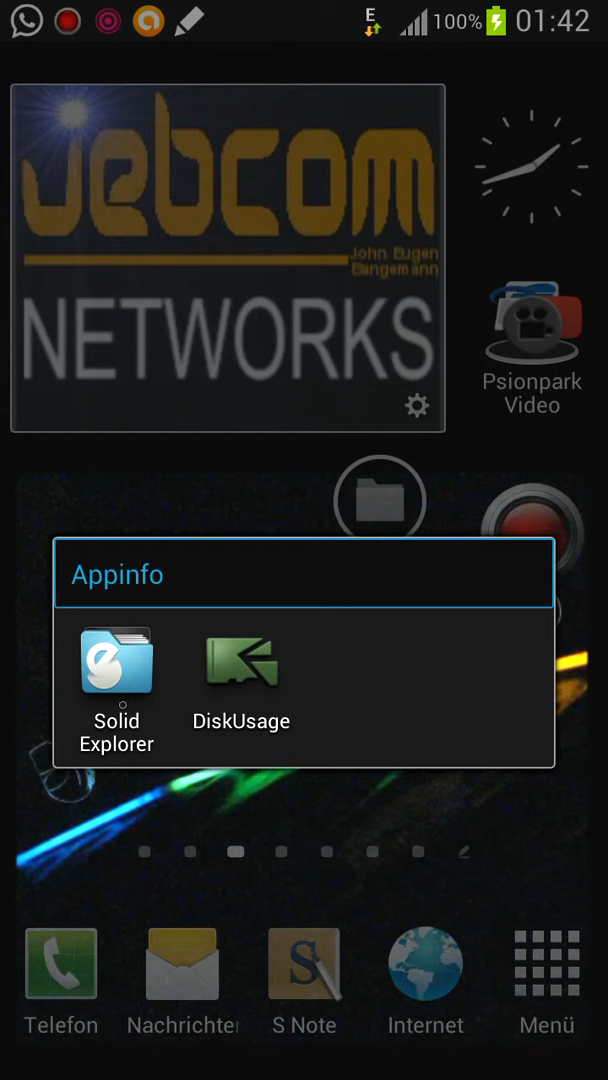 E
100%
01:42
Jebcom
John Eugen
Bangemann
NETWORKS
Psionpark
Video
Appinfo
Solid
Explorer
DiskUsage
Telefon
Nachrichten
S Note
S
Internet
Menü